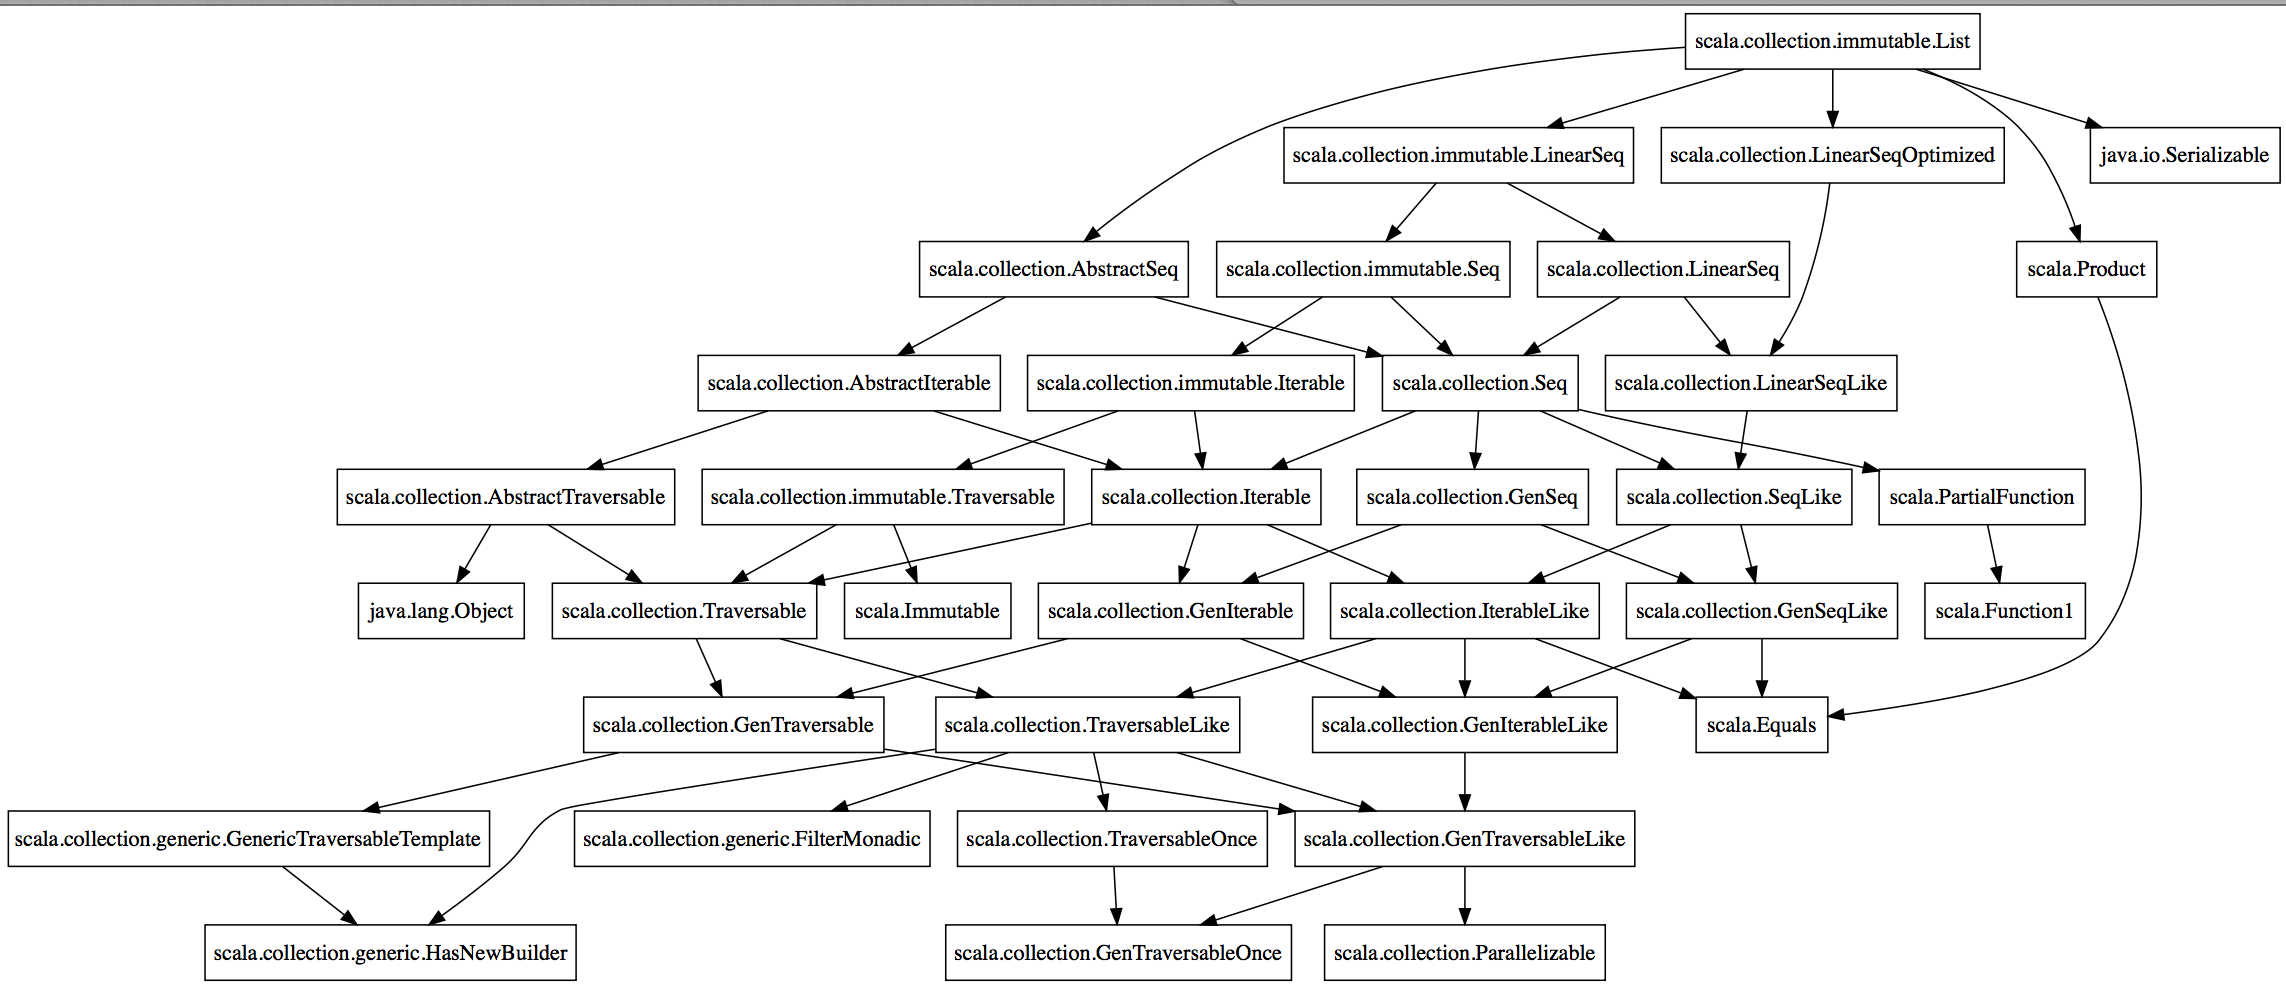 scala.collection.immutable.List
scala.collection.immutable.LinearSeq
scala.collection.LinearSeqOptimized
java.io.Serializable
scala.collection.AbstractSeq
scala.collection.immutable.Seq
scala.collection.LinearSeq
scala.Product
scala.collection.AbstractIterable
scala.collection.immutable.Iterable
scala.collection.Seq
scala.collection.LinearSeqLike
scala.collection.AbstractTraversable
scala.collection.immutable.Traversable
scala.collection.Iterable
scala.collection.GenSeq
scala.collection.SeqLike
scala.PartialFunction
java.lang.Object
scala.collection.Traversable
scala.Immutable
scala.collection.GenIterable
scala.collection.IterableLike
scala.collection.GenSeqLike
scala.Function1
scala.collection.GenTraversable
scala.collection.TraversableLike
scala.collection.GenIterableLike
scala.Equals
scala.collection.generic.GenericTraversableTemplate
scala.collection.generic.FilterMonadic
scala.collection.TraversableOnce
scala.collection.GenTraversableLike
scala.collection.generic.HasNewBuilder
scala.collection.GenTraversableOnce
scala.collection.Parallelizable